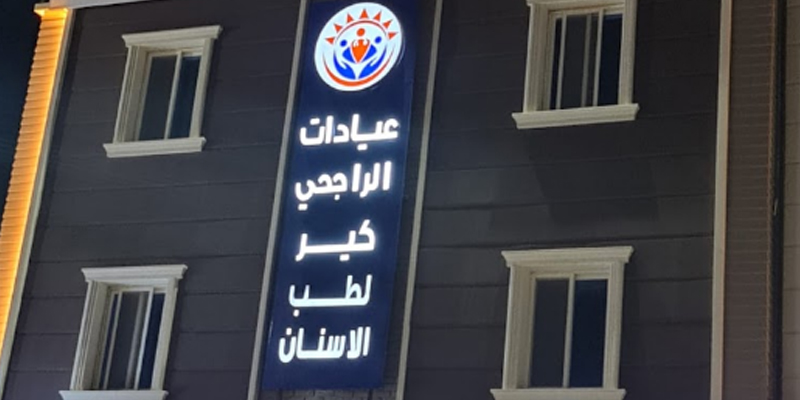 عيادات
الراجحي
كير
لطب
الاسنان